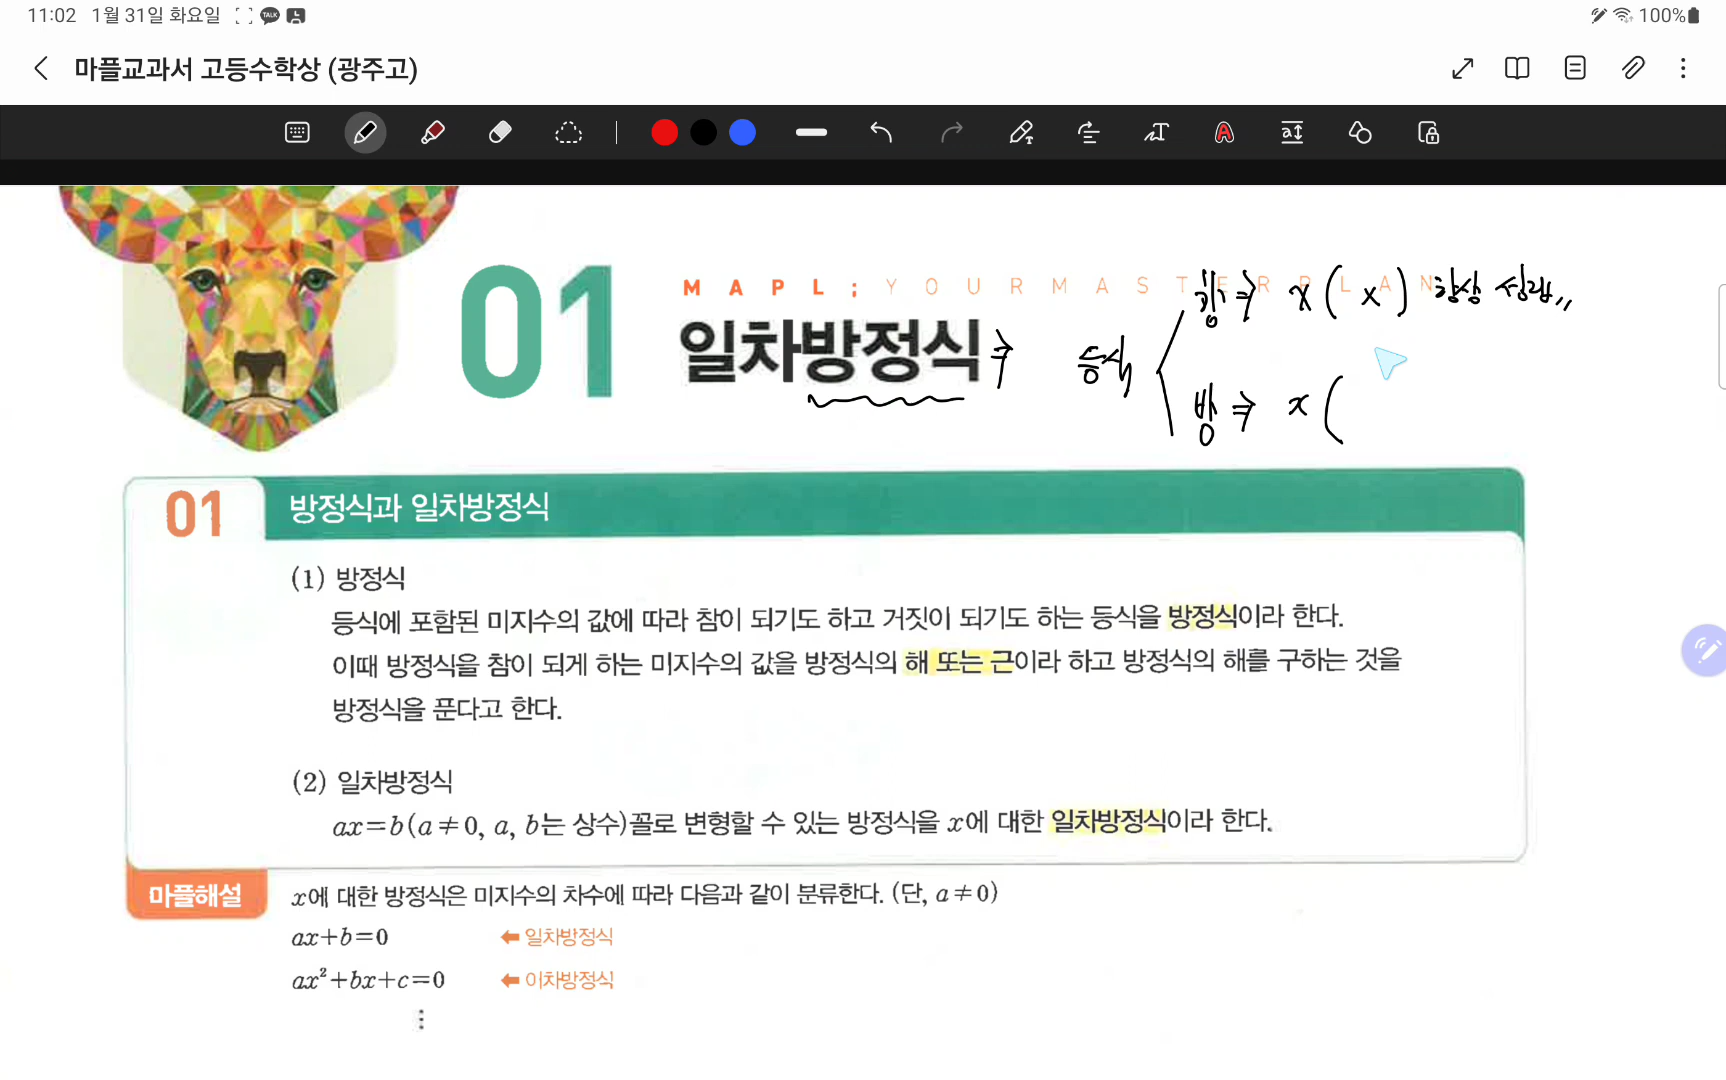 11:02 1월 31일 화요일
100%
마플교과서 고등수학상 (광주고)
01
MAPL; YOURMASTERPLAN
일차방정식 ⇒ 등식
항 ⇒ x ( x ) 항상 성립
방 ⇒ x (
01 방정식과 일차방정식
(1) 방정식
등식에 포함된 미지수의 값에 따라 참이 되기도 하고 거짓이 되기도 하는 등식을 방정식이라 한다.
이때 방정식을 참이 되게 하는 미지수의 값을 방정식의 해 또는 근이라 하고 방정식의 해를 구하는 것을
방정식을 푼다고 한다.
(2) 일차방정식
ax=b(a≠0, a, b는 상수)꼴로 변형할 수 있는 방정식을 x에 대한 일차방정식이라 한다.
마플해설 x에 대한 방정식은 미지수의 차수에 따라 다음과 같이 분류한다. (단, a≠0)
ax+b=0 ⬅ 일차방정식
ax²+bx+c=0 ⬅ 이차방정식
⋮